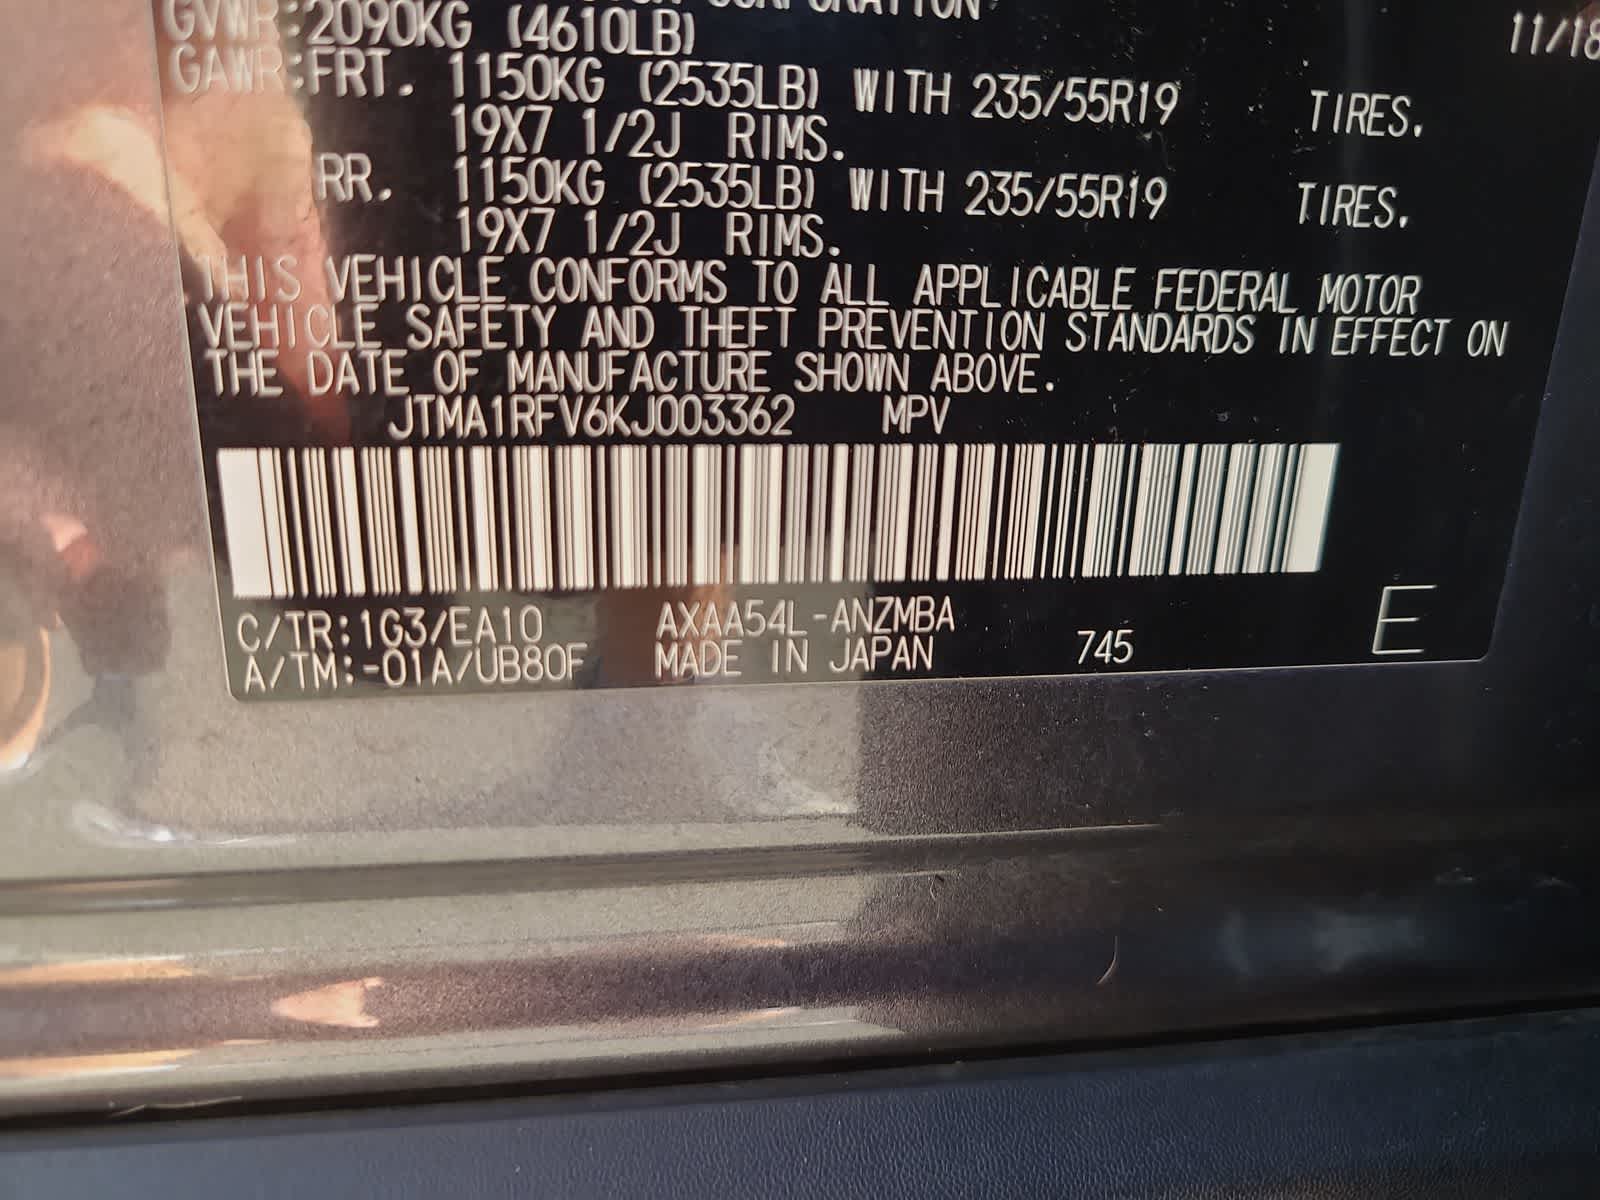 CORPORATION
11/18
GVWR:2090KG (4610LB)
GAWR:FRT. 1150KG (2535LB) WITH 235/55R19 TIRES.
19X7 1/2J RIMS.
RR. 1150KG (2535LB) WITH 235/55R19 TIRES.
19X7 1/2J RIMS.
THIS VEHICLE CONFORMS TO ALL APPLICABLE FEDERAL MOTOR
VEHICLE SAFETY AND THEFT PREVENTION STANDARDS IN EFFECT ON
THE DATE OF MANUFACTURE SHOWN ABOVE.
JTMA1RFV6KJ003362 MPV
C/TR:1G3/EA10 AXAA54L-ANZMBA
A/TM:-01A/UB80F MADE IN JAPAN 745 E